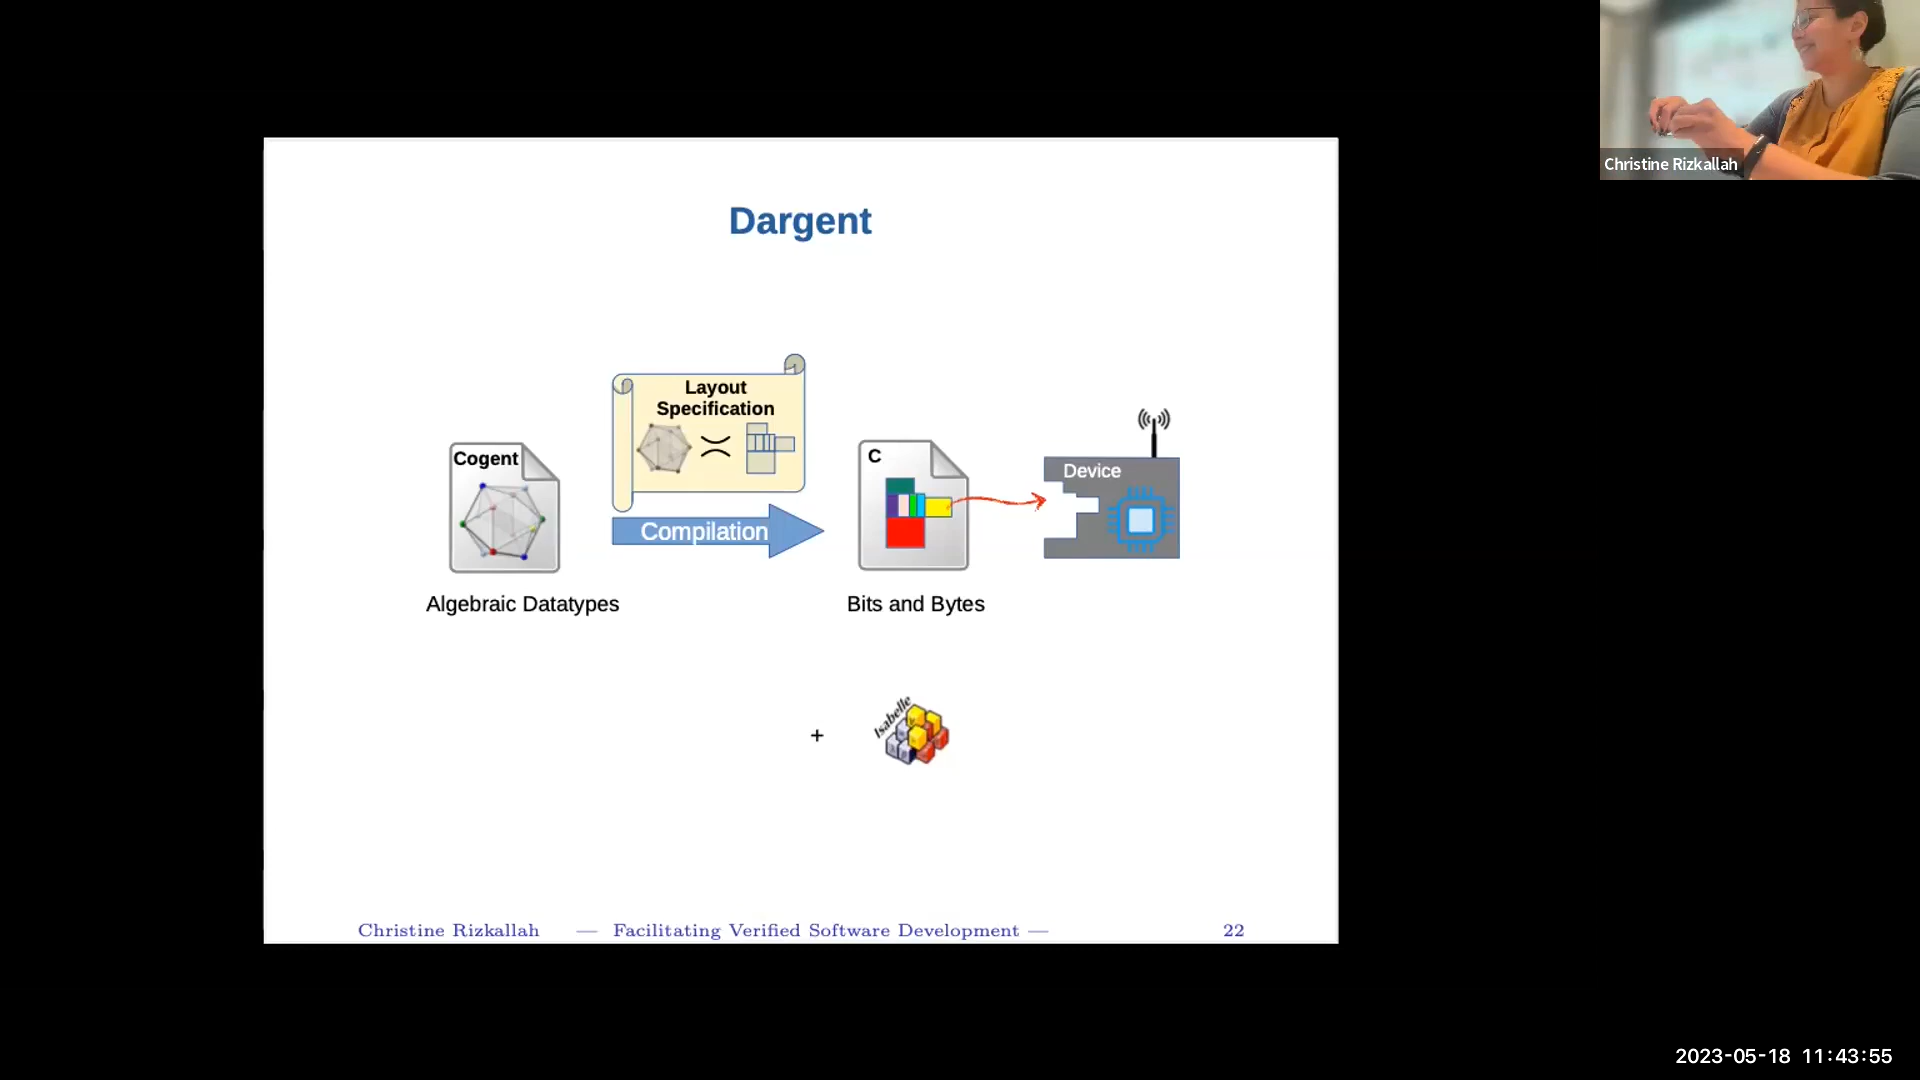 Christine Rizkallah
Dargent
Layout
Specification
Cogent
Compilation
C
Device
Algebraic Datatypes
Bits and Bytes
+
Isabelle
Christine Rizkallah — Facilitating Verified Software Development — 22
2023-05-18 11:43:55